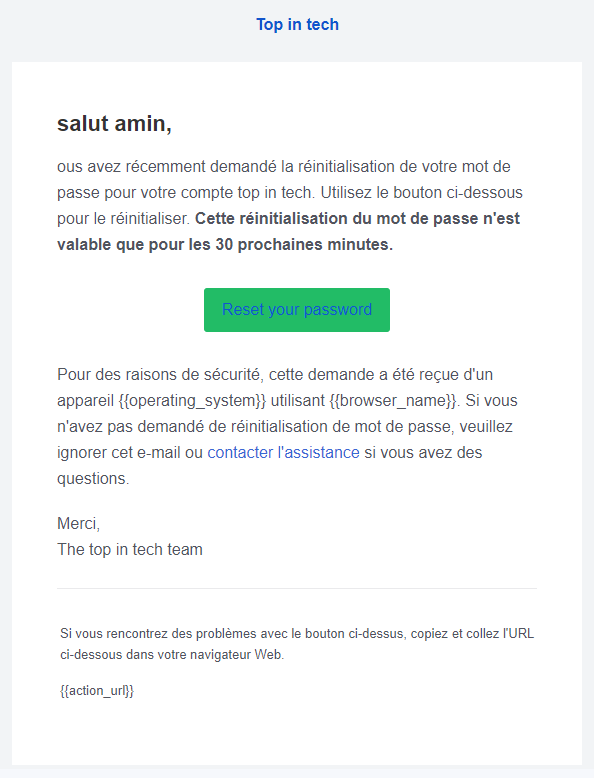 Top in tech
salut amin,
ous avez récemment demandé la réinitialisation de votre mot de
passe pour votre compte top in tech. Utilisez le bouton ci-dessous
pour le réinitialiser. Cette réinitialisation du mot de passe n'est
valable que pour les 30 prochaines minutes.
Reset your password
Pour des raisons de sécurité, cette demande a été reçue d'un
appareil {{operating_system}} utilisant {{browser_name}}. Si vous
n'avez pas demandé de réinitialisation de mot de passe, veuillez
ignorer cet e-mail ou contacter l'assistance si vous avez des
questions.
Merci,
The top in tech team
Si vous rencontrez des problèmes avec le bouton ci-dessus, copiez et collez l'URL
ci-dessous dans votre navigateur Web.
{{action_url}}